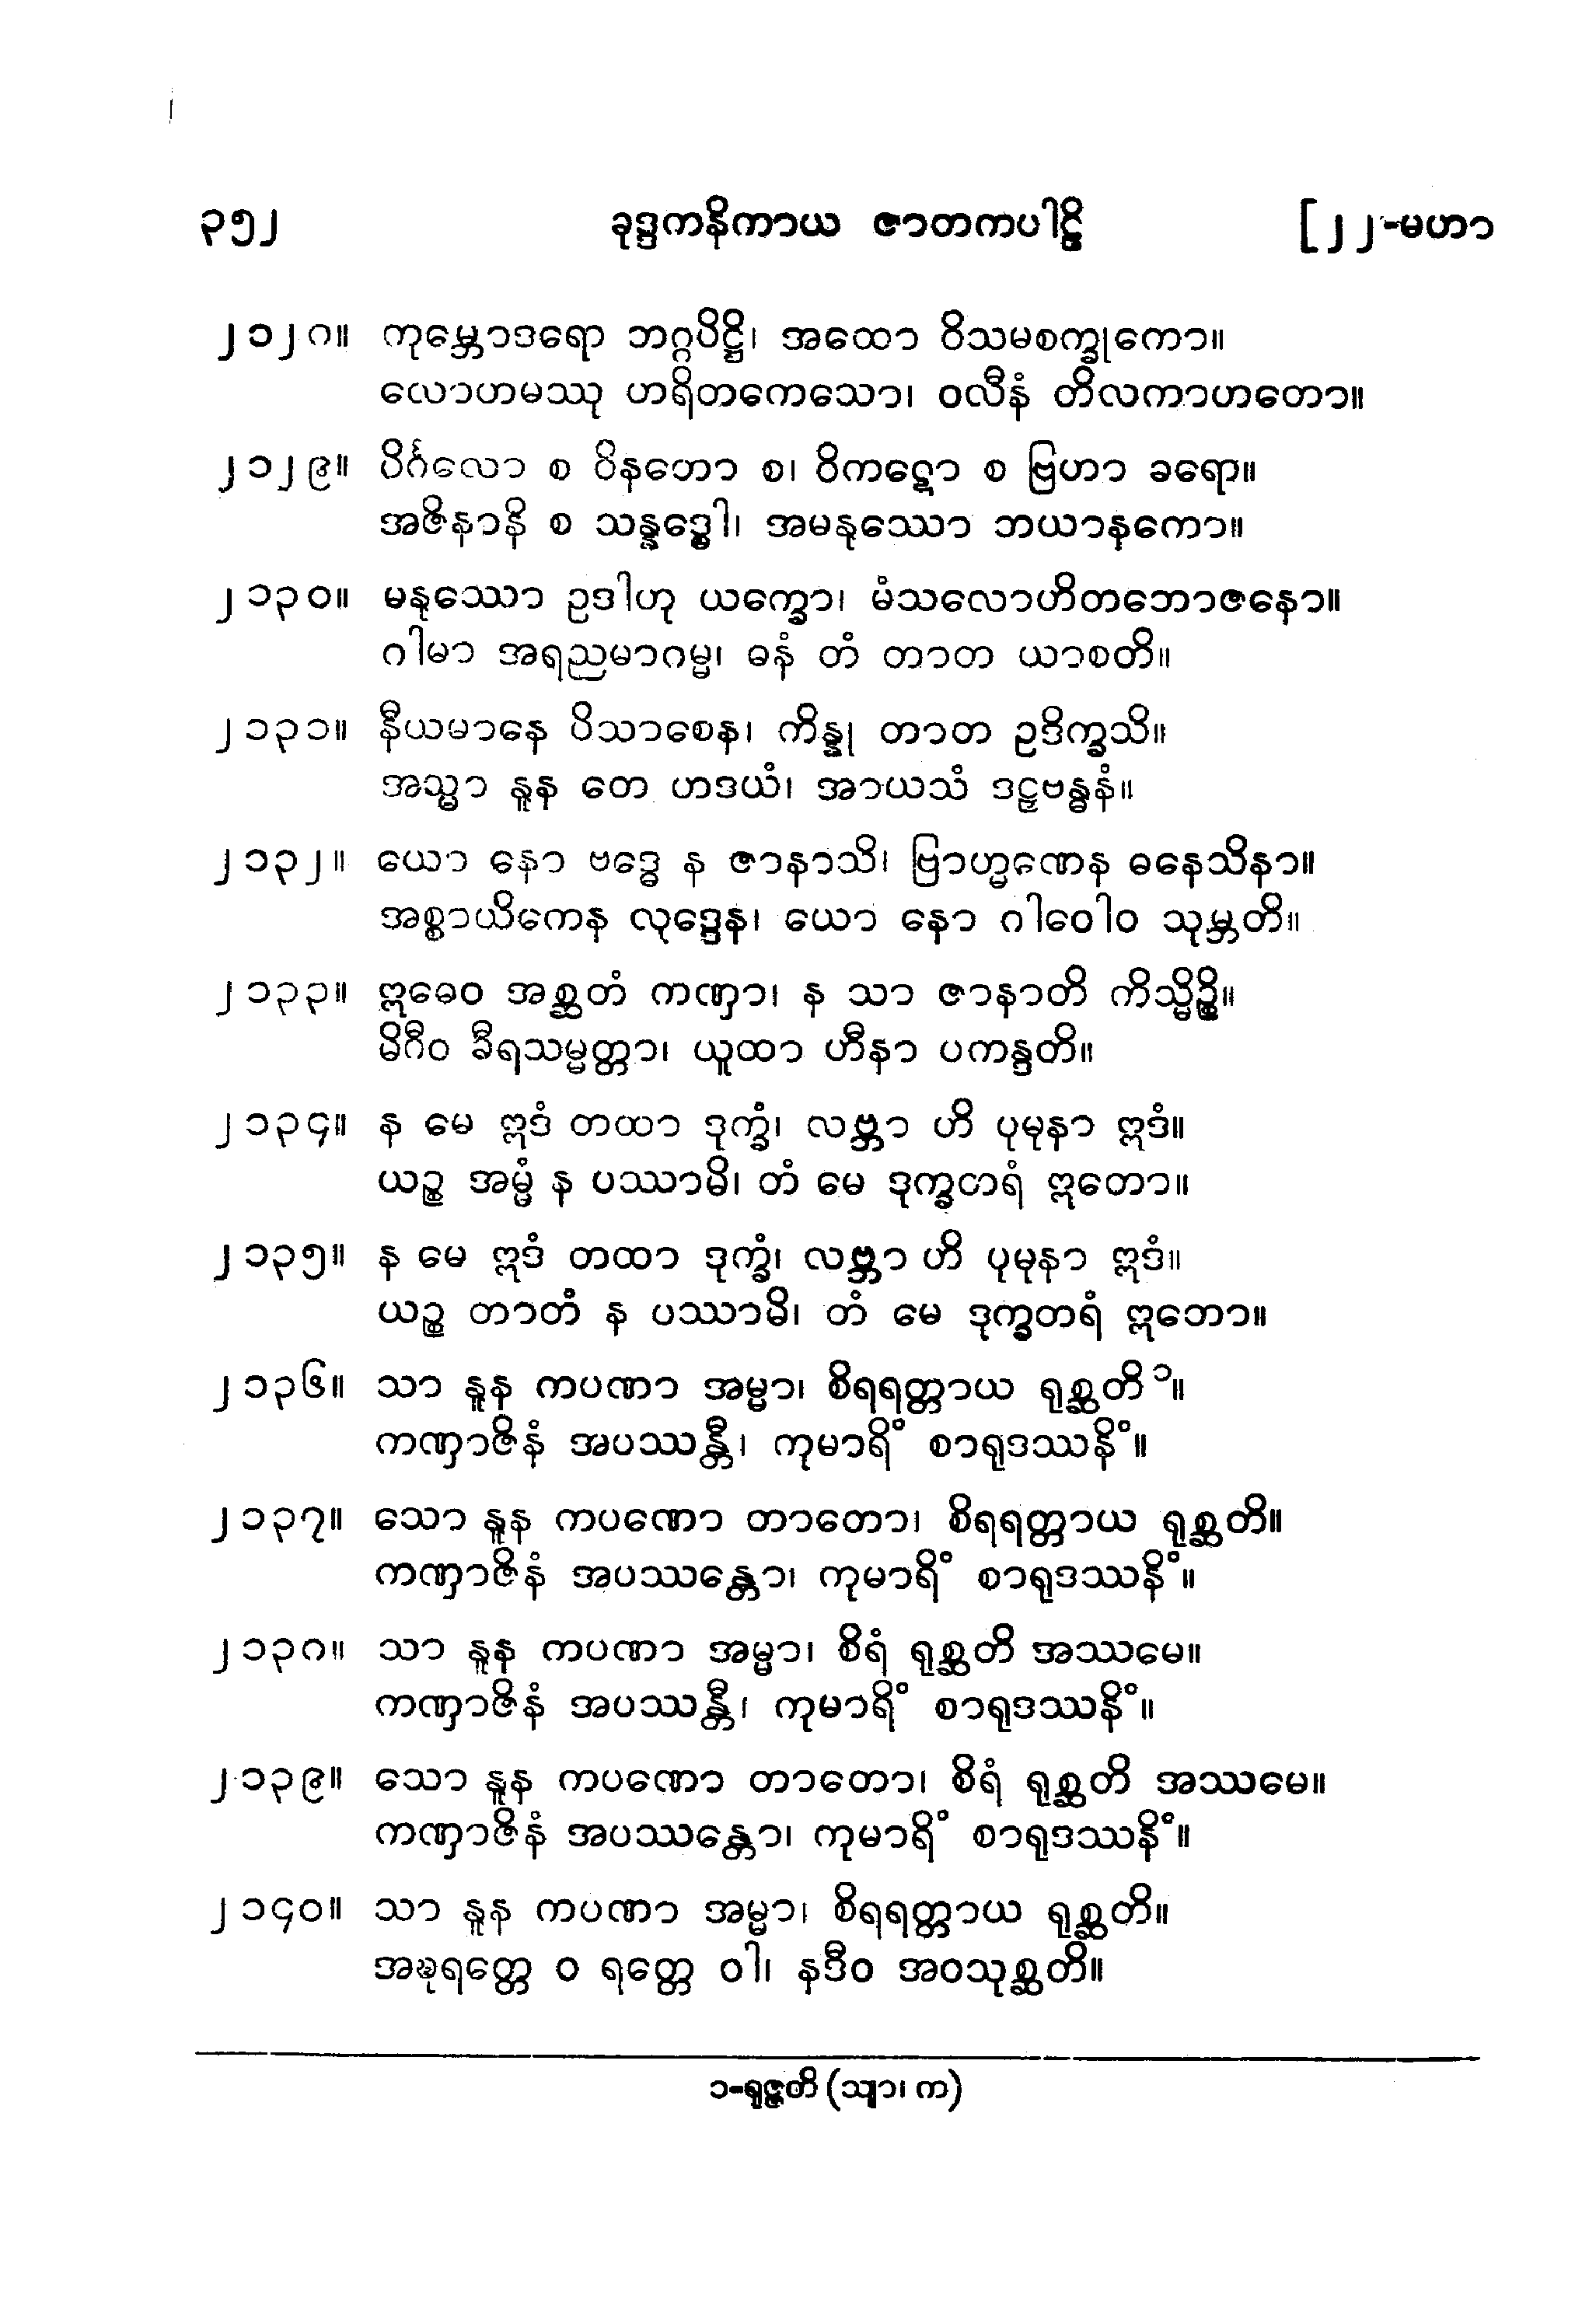 ၃၅၂ ခုဒ္ဒကနိကာယ ဇာတကပါဠိ [၂၂-မဟာ
၂၁၂၈။ ကုမ္ဘောဒရော ဘဂ္ဂပိဋ္ဌိ၊ အထော ဝိသမစက္ခုကော။
လောဟမဿု ဟရိတကေသော၊ ဝလီနံ တိလကာဟတော။
၂၁၂၉။ ပိင်္ဂလော စ ဝိနတော စ၊ ဝိကဋော စ ဗြဟာ ခရော။
အဇိနာနိ စ သန္နဒ္ဓေါ၊ အမနုဿော ဘယာနကော။
၂၁၃၀။ မနုဿော ဥဒါဟု ယက္ခော၊ မံသလောဟိတဘောဇနော။
ဂါမာ အရညမာဂမ္မ၊ ဓနံ တံ တာတ ယာစတိ။
၂၁၃၁။ နီယမာနေ ပိသာစေန၊ ကိန္နု တာတ ဥဒိက္ခသိ။
အသ္မာ နူန တေ ဟဒယံ၊ အာယသံ ဒဠှဗန္ဓနံ။
၂၁၃၂။ ယော နော ဗဒ္ဓေ န ဇာနာသိ၊ ဗြာဟ္မဏေန ဓနေသိနာ။
အစ္စာယိကေန လုဒ္ဒေန၊ ယော နော ဂါဝေါဝ သုမ္ဘတိ။
၂၁၃၃။ ဣဓေဝ အစ္ဆတံ ကဏှာ၊ န သာ ဇာနာတိ ကိသ္မိဉ္စိ။
မိဂီဝ ခီရသမ္မတ္တာ၊ ယူထာ ဟီနာ ပကန္ဒတိ။
၂၁၃၄။ န မေ ဣဒံ တထာ ဒုက္ခံ၊ လဗ္ဘာ ဟိ ပုမုနာ ဣဒံ။
ယဉ္စ အမ္မံ န ပဿာမိ၊ တံ မေ ဒုက္ခတရံ ဣတော။
၂၁၃၅။ န မေ ဣဒံ တထာ ဒုက္ခံ၊ လဗ္ဘာ ဟိ ပုမုနာ ဣဒံ။
ယဉ္စ တာတံ န ပဿာမိ၊ တံ မေ ဒုက္ခတရံ ဣတော။
၂၁၃၆။ သာ နူန ကပဏာ အမ္မာ၊ စိရရတ္တာယ ရုစ္ဆတိ ၁။
ကဏှာဇိနံ အပဿန္တီ၊ ကုမာရိံ စာရုဒဿနိံ။
၂၁၃၇။ သော နူန ကပဏော တာတော၊ စိရရတ္တာယ ရုစ္ဆတိ။
ကဏှာဇိနံ အပဿန္တော၊ ကုမာရိံ စာရုဒဿနိံ။
၂၁၃၈။ သာ နူန ကပဏာ အမ္မာ၊ စိရံ ရုစ္ဆတိ အဿမေ။
ကဏှာဇိနံ အပဿန္တီ၊ ကုမာရိံ စာရုဒဿနိံ။
၂၁၃၉။ သော နူန ကပဏော တာတော၊ စိရံ ရုစ္ဆတိ အဿမေ။
ကဏှာဇိနံ အပဿန္တော၊ ကုမာရိံ စာရုဒဿနိံ။
၂၁၄၀။ သာ နူန ကပဏာ အမ္မာ၊ စိရရတ္တာယ ရုစ္ဆတိ။
အဍ္ဎရတ္တေ ဝ ရတ္တေ ဝါ၊ နဒီဝ အဝသုစ္ဆတိ။
၁-ရုဇ္ဇတိ (သျာ၊ က)